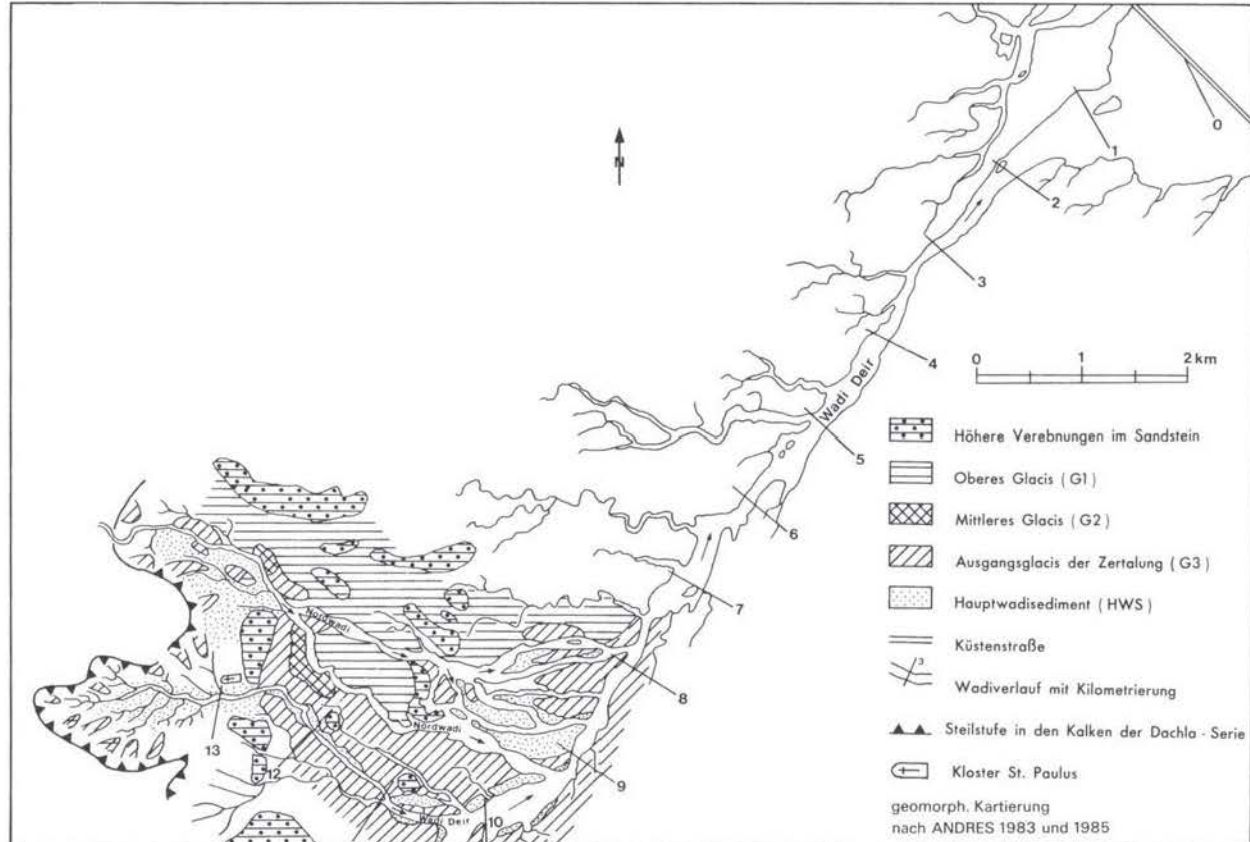 N
0
1
2
3
4
5
6
7
8
9
10
12
13
Wadi Deir
Nordwadi
Nordwadi
Wadi Deir
0 1 2 km
Höhere Verebnungen im Sandstein
Oberes Glacis ( G1 )
Mittleres Glacis ( G2 )
Ausgangsglacis der Zertalung ( G3 )
Hauptwadisediment ( HWS )
Küstenstraße
3
Wadiverlauf mit Kilometrierung
Steilstufe in den Kalken der Dachla - Serie
Kloster St. Paulus
geomorph. Kartierung
nach ANDRES 1983 und 1985